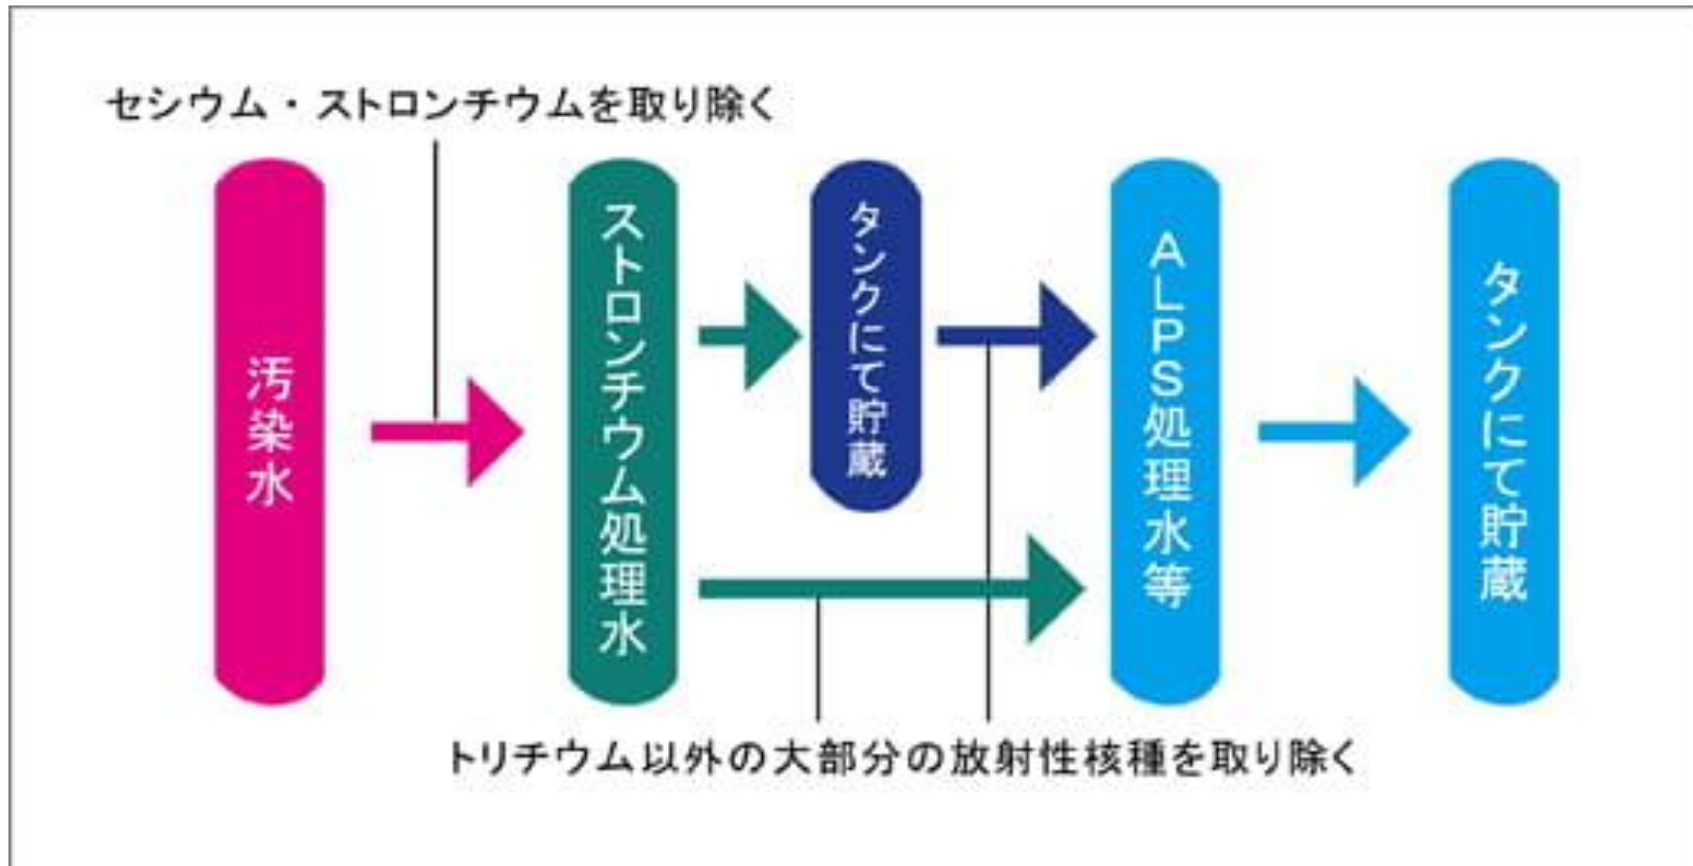 セシウム・ストロンチウムを取り除く
汚染水
ストロンチウム処理水
タンクにて貯蔵
ALPS処理水等
タンクにて貯蔵
トリチウム以外の大部分の放射性核種を取り除く